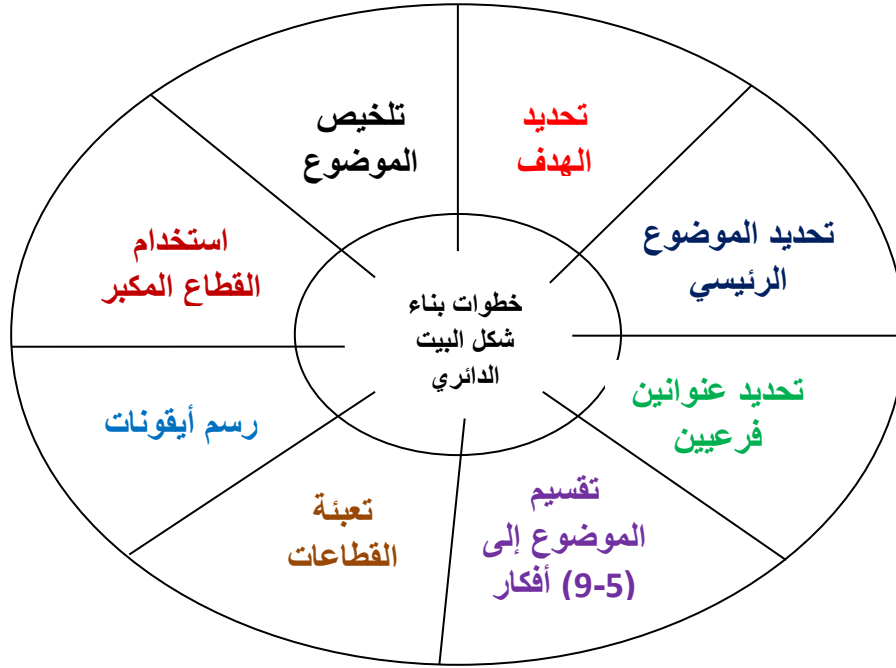 خطوات بناء
شكل البيت
الدائري
تحديد
الهدف
تحديد الموضوع
الرئيسي
تحديد عنوانين
فرعيين
تقسيم
الموضوع إلى
(5-9) أفكار
تعبئة
القطاعات
رسم أيقونات
استخدام
القطاع المكبر
تلخيص
الموضوع